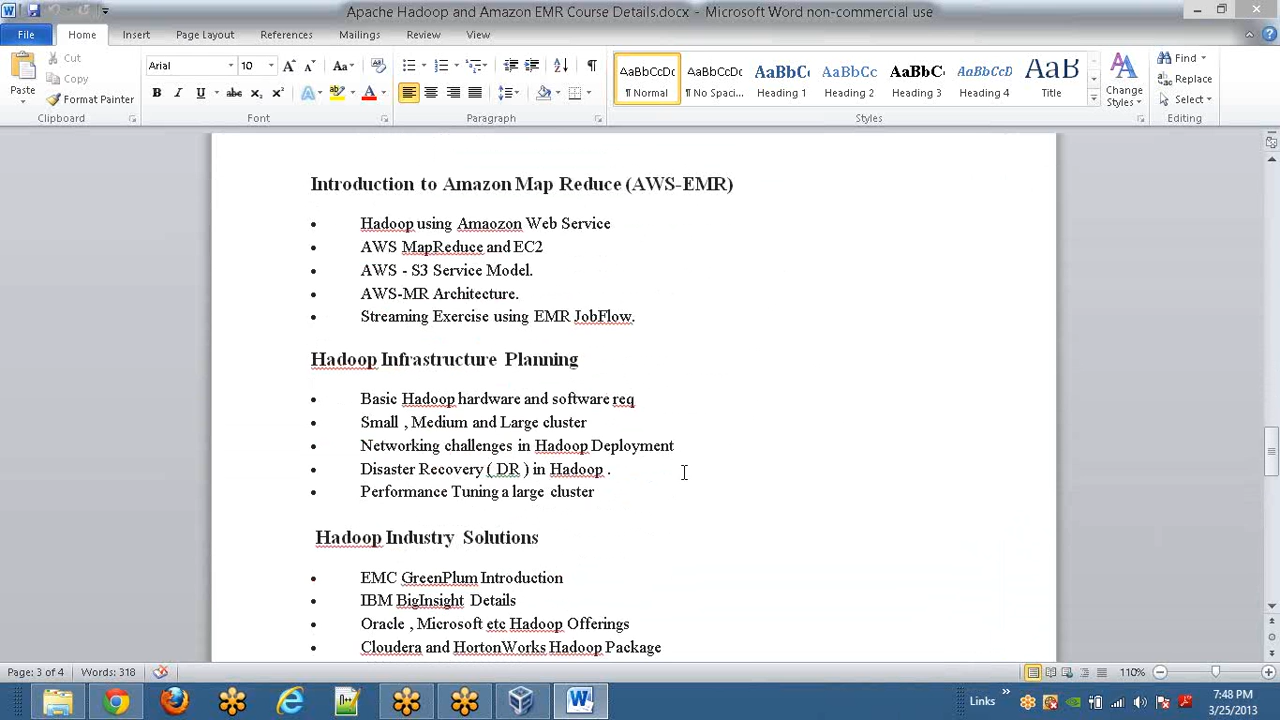 Apache Hadoop and Amazon EMR Course Details.docx - Microsoft Word non-commercial use
File Home Insert Page Layout References Mailings Review View
Paste
Cut
Copy
Format Painter
Clipboard
Arial 10
Font
Paragraph
AaBbCcDc AaBbCcDc AaBbCc AaBbCc AaBbC AaBbCc AaB
¶ Normal ¶ No Spaci... Heading 1 Heading 2 Heading 3 Heading 4 Title
Change Styles
Styles
Find
Replace
Select
Editing
Introduction to Amazon Map Reduce (AWS-EMR)
• Hadoop using Amaozon Web Service
• AWS MapReduce and EC2
• AWS - S3 Service Model.
• AWS-MR Architecture.
• Streaming Exercise using EMR JobFlow.
Hadoop Infrastructure Planning
• Basic Hadoop hardware and software req
• Small , Medium and Large cluster
• Networking challenges in Hadoop Deployment
• Disaster Recovery ( DR ) in Hadoop .
• Performance Tuning a large cluster
Hadoop Industry Solutions
• EMC GreenPlum Introduction
• IBM BigInsight Details
• Oracle , Microsoft etc Hadoop Offerings
• Cloudera and HortonWorks Hadoop Package
Page: 3 of 4 Words: 318 110%
Links » 7:48 PM
3/25/2013